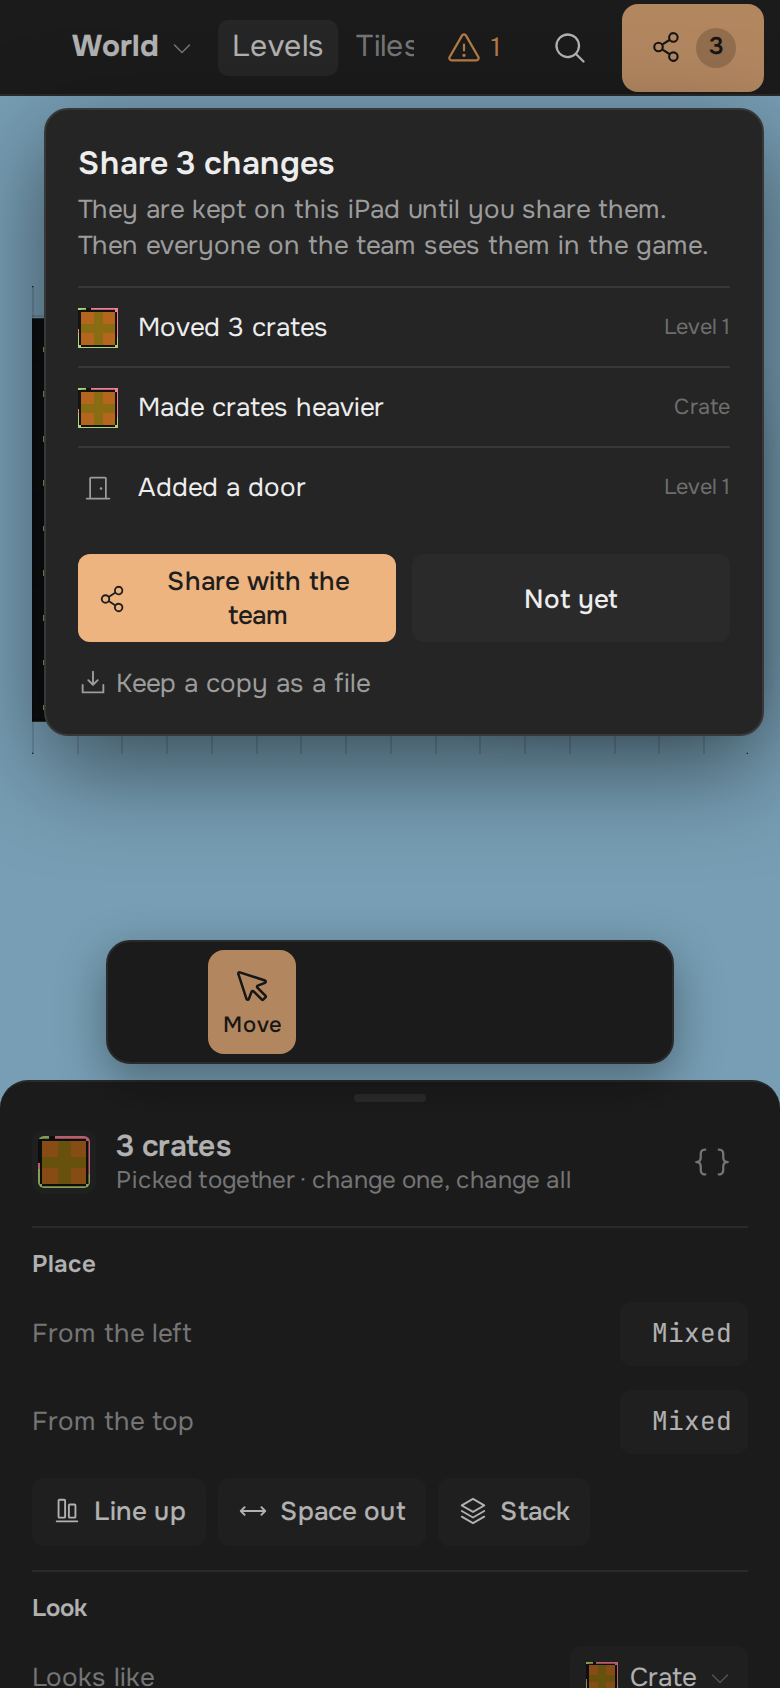 World
Levels
Tiles
1
3
Share 3 changes
They are kept on this iPad until you share them.
Then everyone on the team sees them in the game.
Moved 3 crates
Level 1
Made crates heavier
Crate
Added a door
Level 1
Share with the
team
Not yet
Keep a copy as a file
Move
3 crates
Picked together · change one, change all
{ }
Place
From the left
Mixed
From the top
Mixed
Line up
Space out
Stack
Look
Looks like
Crate